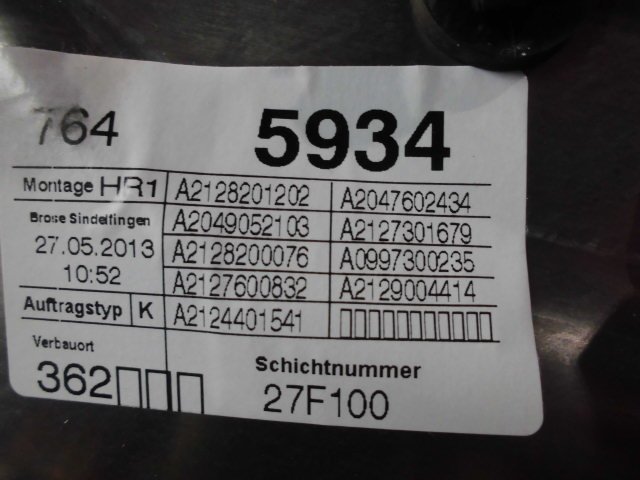 764 5934
Montage HR1 A2128201202 A2047602434
Brose Sindelfingen A2049052103 A2127301679
27.05.2013 A2128200076 A0997300235
10:52 A2127600832 A2129004414
Auftragstyp K A2124401541 ▯▯▯▯▯▯▯▯▯▯▯
Verbauort Schichtnummer
362▯▯▯ 27F100